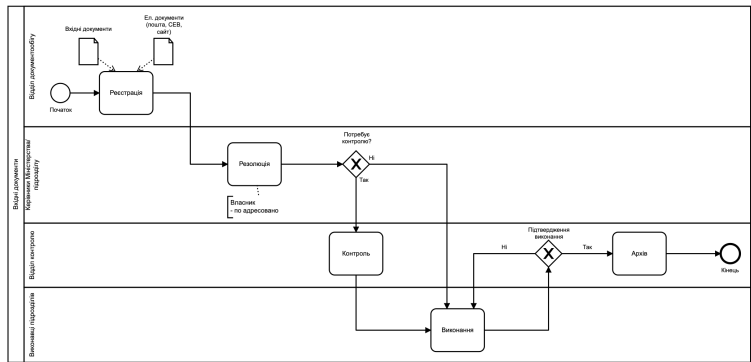 Вхідні документи
Відділ документообігу
Вхідні документи
Ел. документи
(пошта, СЕВ,
сайт)
Початок
Реєстрація
Керівники Міністерства/
підрозділу
Резолюція
Власник
- по адресовано
Потребує
контролю?
Ні
Так
Відділ контролю
Контроль
Підтвердження
виконання
Ні
Так
Архів
Кінець
Виконавці підрозділів
Виконання